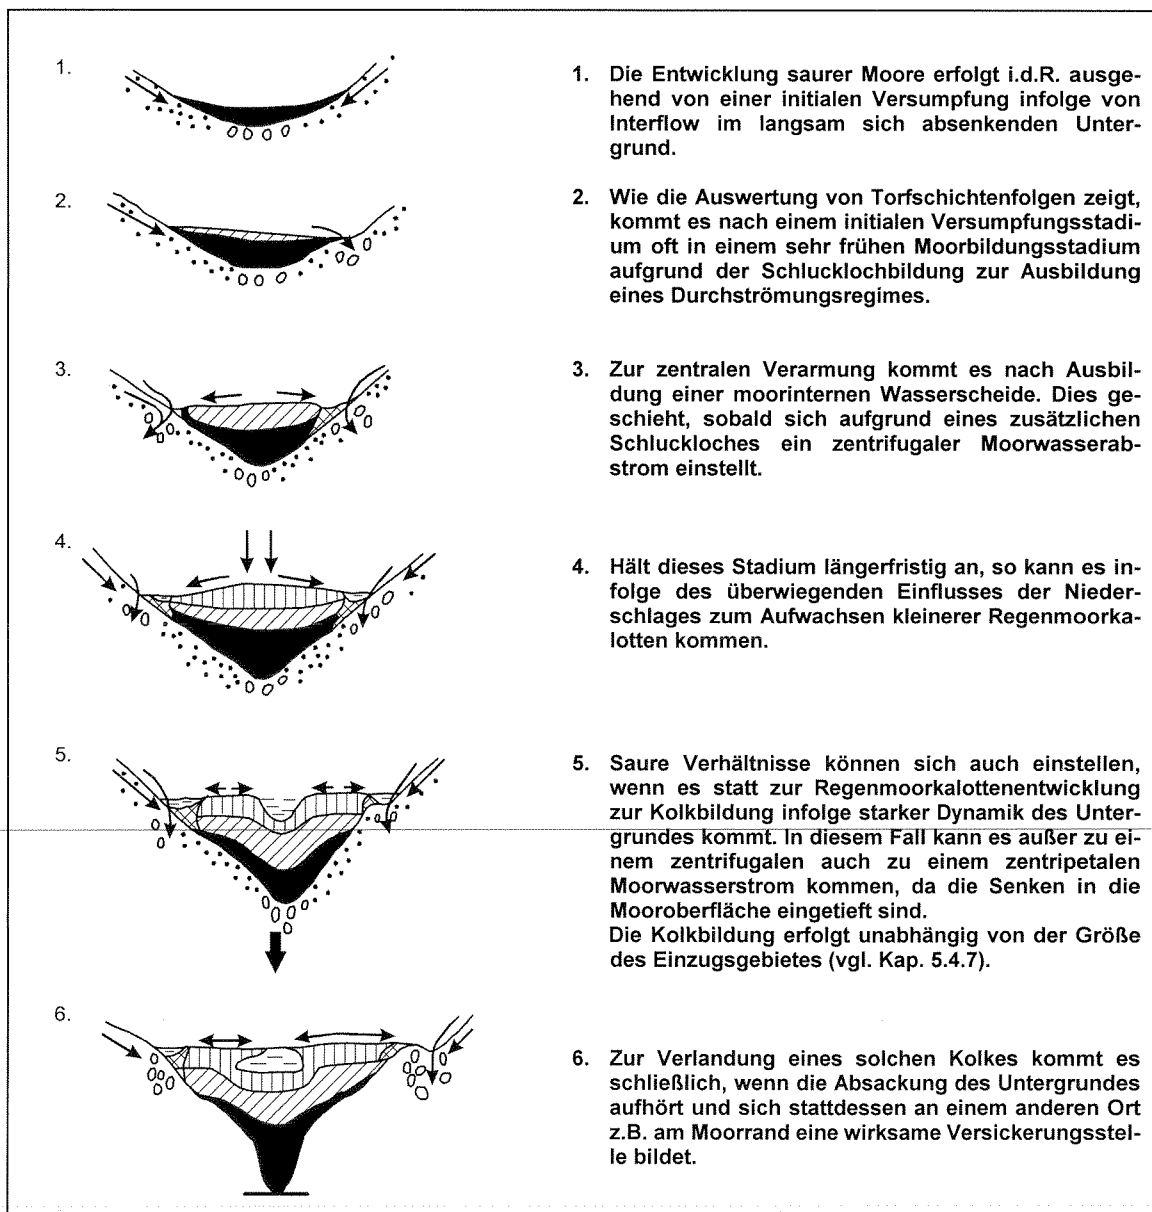 1.
1. Die Entwicklung saurer Moore erfolgt i.d.R. ausge-
hend von einer initialen Versumpfung infolge von
Interflow im langsam sich absenkenden Unter-
grund.
2.
2. Wie die Auswertung von Torfschichtenfolgen zeigt,
kommt es nach einem initialen Versumpfungsstadi-
um oft in einem sehr frühen Moorbildungsstadium
aufgrund der Schlucklochbildung zur Ausbildung
eines Durchströmungsregimes.
3.
3. Zur zentralen Verarmung kommt es nach Ausbil-
dung einer moorinternen Wasserscheide. Dies ge-
schieht, sobald sich aufgrund eines zusätzlichen
Schluckloches ein zentrifugaler Moorwasserab-
strom einstellt.
4.
4. Hält dieses Stadium längerfristig an, so kann es in-
folge des überwiegenden Einflusses der Nieder-
schlages zum Aufwachsen kleinerer Regenmoorka-
lotten kommen.
5.
5. Saure Verhältnisse können sich auch einstellen,
wenn es statt zur Regenmoorkalottenentwicklung
zur Kolkbildung infolge starker Dynamik des Unter-
grundes kommt. In diesem Fall kann es außer zu ei-
nem zentrifugalen auch zu einem zentripetalen
Moorwasserstrom kommen, da die Senken in die
Mooroberfläche eingetieft sind.
Die Kolkbildung erfolgt unabhängig von der Größe
des Einzugsgebietes (vgl. Kap. 5.4.7).
6.
6. Zur Verlandung eines solchen Kolkes kommt es
schließlich, wenn die Absackung des Untergrundes
aufhört und sich stattdessen an einem anderen Ort
z.B. am Moorrand eine wirksame Versickerungsstel-
le bildet.